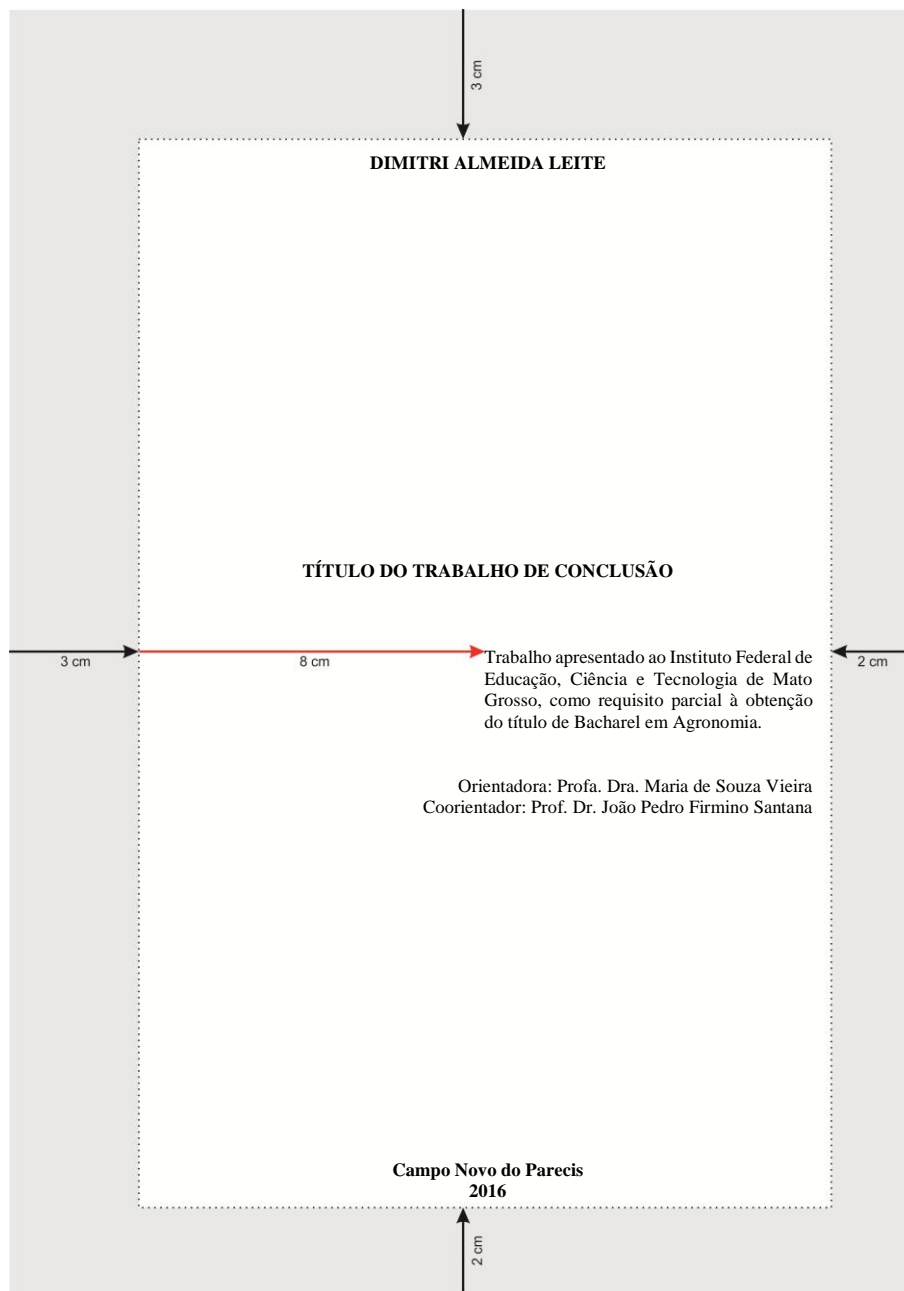 3 cm
DIMITRI ALMEIDA LEITE
TÍTULO DO TRABALHO DE CONCLUSÃO
3 cm
8 cm
2 cm
Trabalho apresentado ao Instituto Federal de
Educação, Ciência e Tecnologia de Mato
Grosso, como requisito parcial à obtenção
do título de Bacharel em Agronomia.
Orientadora: Profa. Dra. Maria de Souza Vieira
Coorientador: Prof. Dr. João Pedro Firmino Santana
Campo Novo do Parecis
2016
2 cm